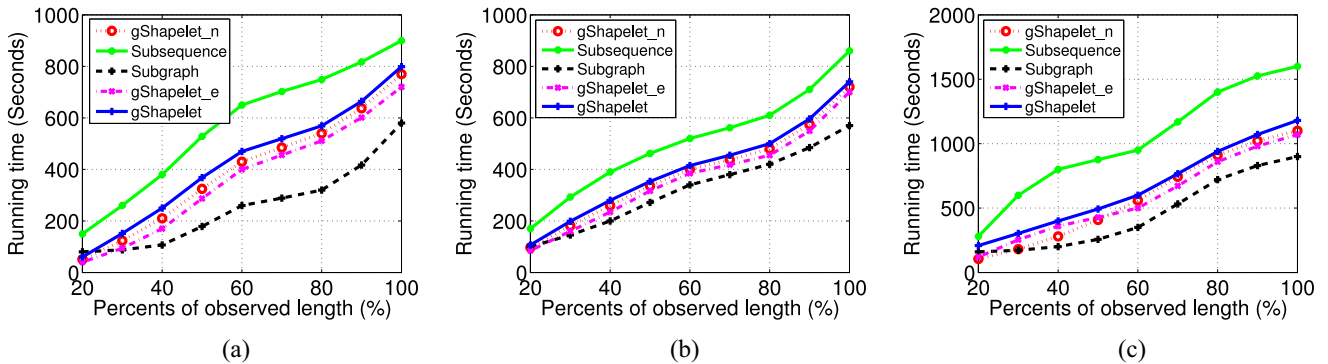 1000
800
600
400
200
0
Running time (Seconds)
gShapelet_n
Subsequence
Subgraph
gShapelet_e
gShapelet
20 40 60 80 100
Percents of observed length (%)
(a)
1000
800
600
400
200
0
Running time (Seconds)
gShapelet_n
Subsequence
Subgraph
gShapelet_e
gShapelet
20 40 60 80 100
Percents of observed length (%)
(b)
2000
1500
1000
500
0
Running time (Seconds)
gShapelet_n
Subsequence
Subgraph
gShapelet_e
gShapelet
20 40 60 80 100
Percents of observed length (%)
(c)